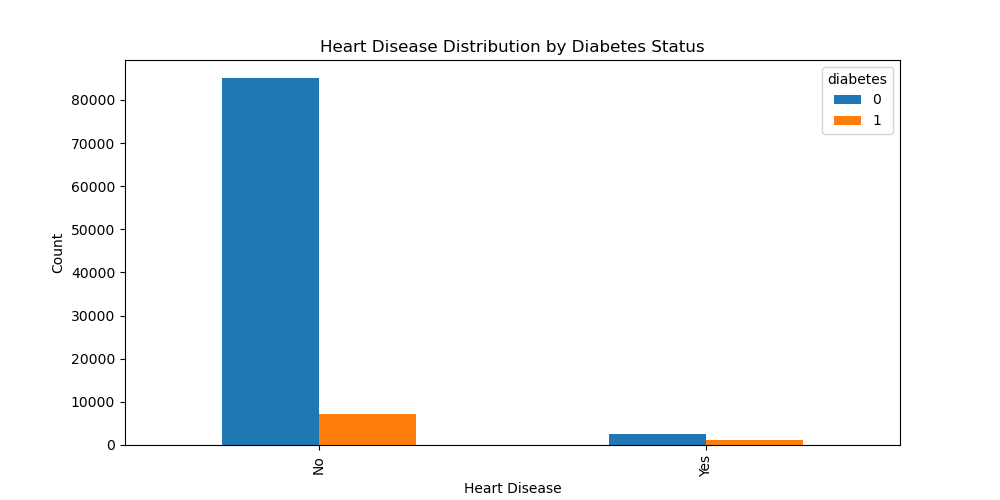 Heart Disease Distribution by Diabetes Status
diabetes
0
1
80000
70000
60000
50000
40000
30000
20000
10000
0
Count
No
Yes
Heart Disease